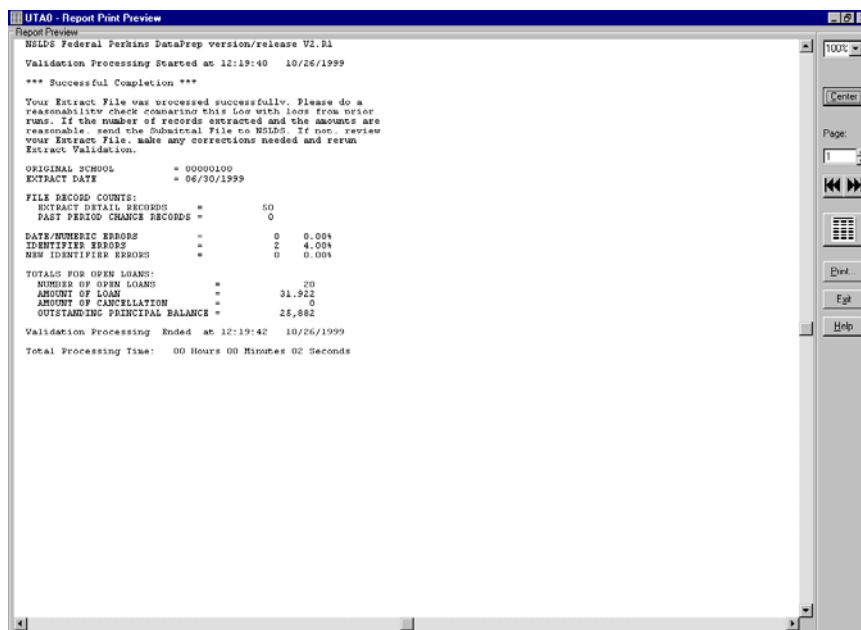 UTA0 - Report Print Preview
Report Preview
NSLDS Federal Perkins DataPrep version/release V2.R1
Validation Processing Started at 12:19:40 10/26/1999
*** Successful Completion ***
Your Extract File was processed successfully. Please do a
reasonability check comparing this Log with logs from prior
runs. If the number of records extracted and the amounts are
reasonable, send the Submittal File to NSLDS. If not, review
your Extract File, make any corrections needed and rerun
Extract Validation.
ORIGINAL SCHOOL = 00000100
EXTRACT DATE = 06/30/1999
FILE RECORD COUNTS:
EXTRACT DETAIL RECORDS = 50
PAST PERIOD CHANGE RECORDS = 0
DATE/NUMERIC ERRORS = 0 0.00%
IDENTIFIER ERRORS = 2 4.00%
NEW IDENTIFIER ERRORS = 0 0.00%
TOTALS FOR OPEN LOANS:
NUMBER OF OPEN LOANS = 20
AMOUNT OF LOAN = 31,922
AMOUNT OF CANCELLATION = 0
OUTSTANDING PRINCIPAL BALANCE = 25,882
Validation Processing Ended at 12:19:42 10/26/1999
Total Processing Time: 00 Hours 00 Minutes 02 Seconds
100%
Center
Page:
1
Print...
Exit
Help